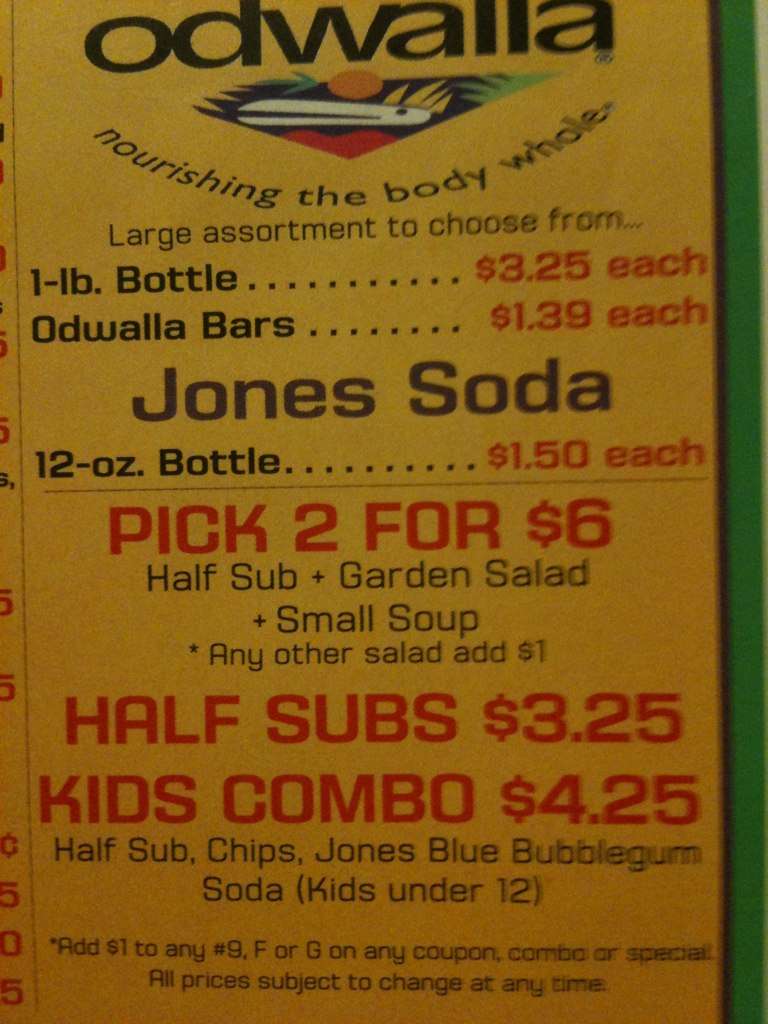 odwalla®
nourishing the body whole.
Large assortment to choose from...
1-lb. Bottle........... $3.25 each
Odwalla Bars ........ $1.39 each
Jones Soda
12-oz. Bottle.......... $1.50 each
PICK 2 FOR $6
Half Sub + Garden Salad
+ Small Soup
* Any other salad add $1
HALF SUBS $3.25
KIDS COMBO $4.25
Half Sub, Chips, Jones Blue Bubblegum
Soda (Kids under 12)
*Add $1 to any #9, F or G on any coupon, combo or special.
All prices subject to change at any time.